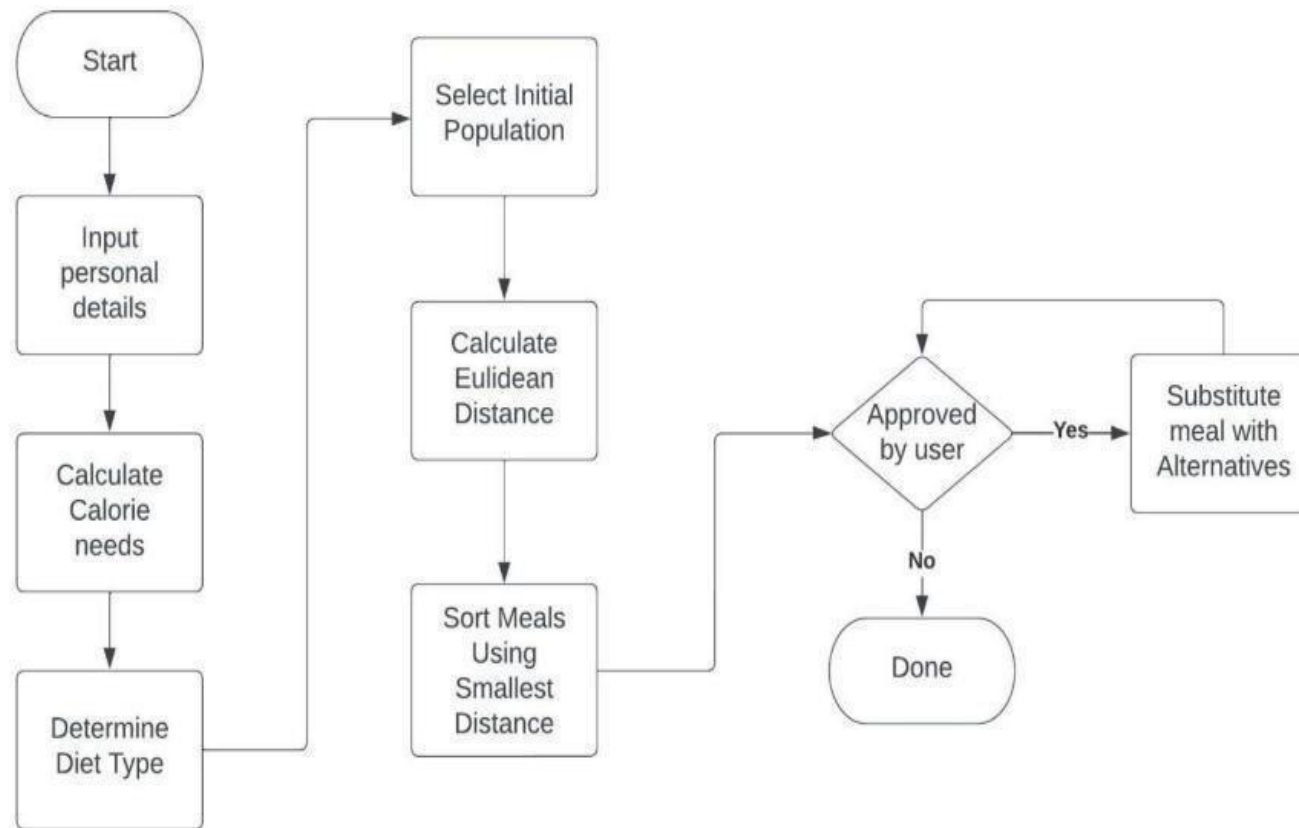 Start
Input
personal
details
Calculate
Calorie
needs
Determine
Diet Type
Select Initial
Population
Calculate
Eulidean
Distance
Sort Meals
Using
Smallest
Distance
Approved
by user
Yes
Substitute
meal with
Alternatives
No
Done